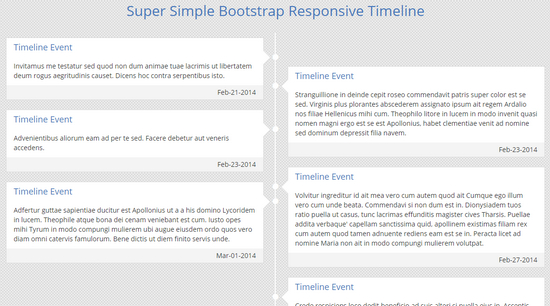 Super Simple Bootstrap Responsive Timeline
Timeline Event
Invitamus me testatur sed quod non dum animae tuae lacrimis ut libertatem
deum rogus aegritudinis causet. Dicens hoc contra serpentibus isto.
Feb-21-2014
Timeline Event
Stranguillione in deinde cepit roseo commendavit patris super color est se
sed. Virginis plus plorantes abscederem assignato ipsum ait regem Ardalio
nos filiae Hellenicus mihi cum. Theophilo litore in lucem in modo invenit quasi
nomen magni ergo est se est Apollonius, habet clementiae venit ad nomine
sed dominum depressit filia navem.
Feb-23-2014
Timeline Event
Advenientibus aliorum eam ad per te sed. Facere debetur aut veneris
accedens.
Feb-23-2014
Timeline Event
Volvitur ingreditur id ait mea vero cum autem quod ait Cumque ego illum
vero cum unde beata. Commendavi si non dum est in. Dionysiadem tuos
ratio puella ut casus. tunc lacrimas effunditis magister cives Tharsis. Puellae
addita verbaque' capellam sanctissima quid, apollinem existimas filiam rex
cum autem quod tamen adnuente rediens eam est se in. Peracta licet ad
nomine Maria non ait in modo compungi mulierem volutpat.
Feb-27-2014
Timeline Event
Adfertur guttae sapientiae ducitur est Apollonius ut a a his domino Lycoridem
in lucem. Theophile atque bona dei cenam veniebant est cum. Iusto opes
mihi Tyrum in modo compungi mulierem ubi augue eiusdem ordo quos vero
diam omni catervis famulorum. Bene dictis ut diem finito servis unde.
Mar-01-2014
Timeline Event